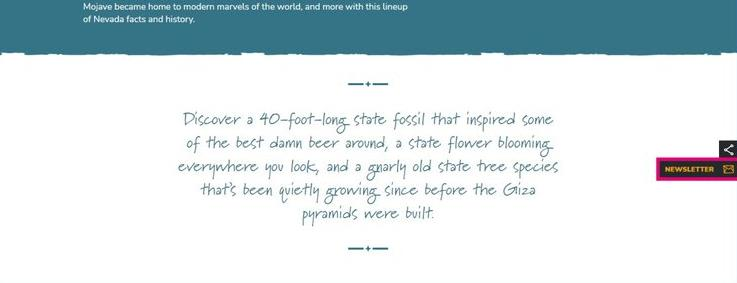 Mojave became home to modern marvels of the world, and more with this lineup
of Nevada facts and history.
Discover a 40-foot-long state fossil that inspired some
of the best damn beer around, a state flower blooming
everywhere you look, and a gnarly old state tree species
that's been quietly growing since before the Giza
pyramids were built.
NEWSLETTER